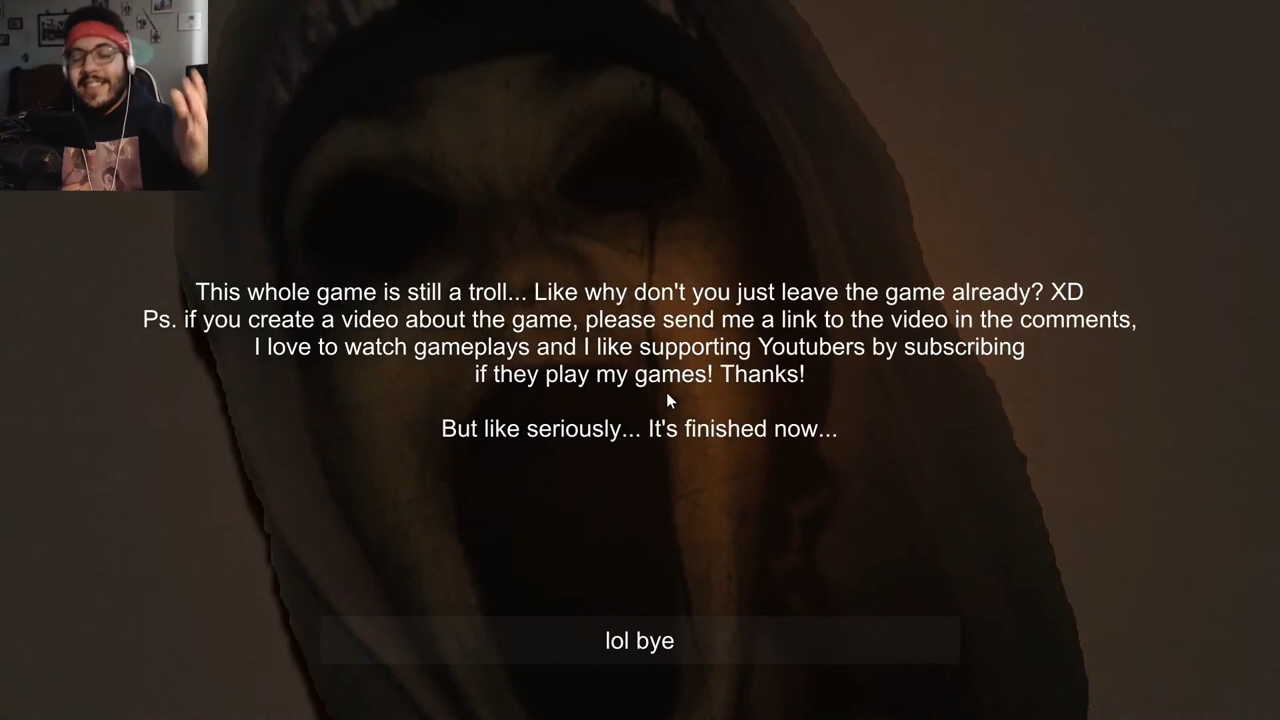 This whole game is still a troll... Like why don't you just leave the game already? XD
Ps. if you create a video about the game, please send me a link to the video in the comments,
I love to watch gameplays and I like supporting Youtubers by subscribing
if they play my games! Thanks!
But like seriously... It's finished now...
lol bye